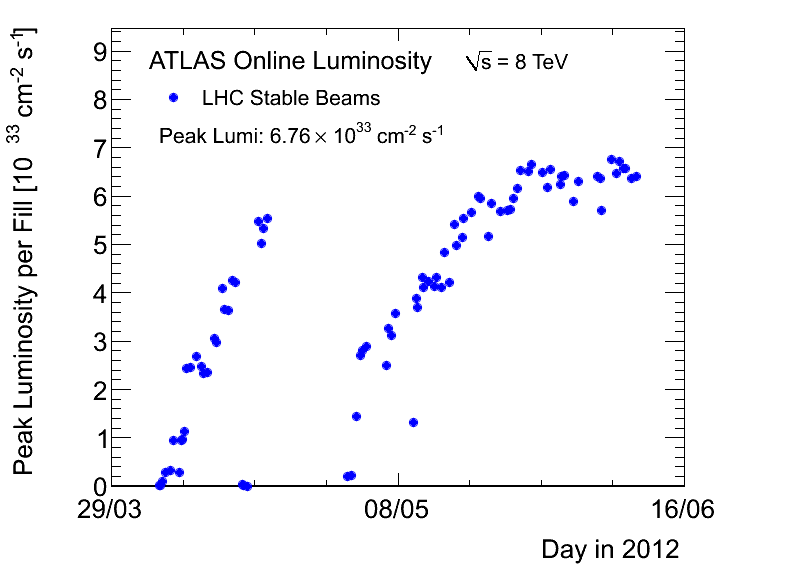 ATLAS Online Luminosity √s = 8 TeV
LHC Stable Beams
Peak Lumi: 6.76 × 10³³ cm⁻² s⁻¹
Peak Luminosity per Fill [10 ³³ cm⁻² s⁻¹]
9
8
7
6
5
4
3
2
1
0
29/03 08/05 16/06
Day in 2012